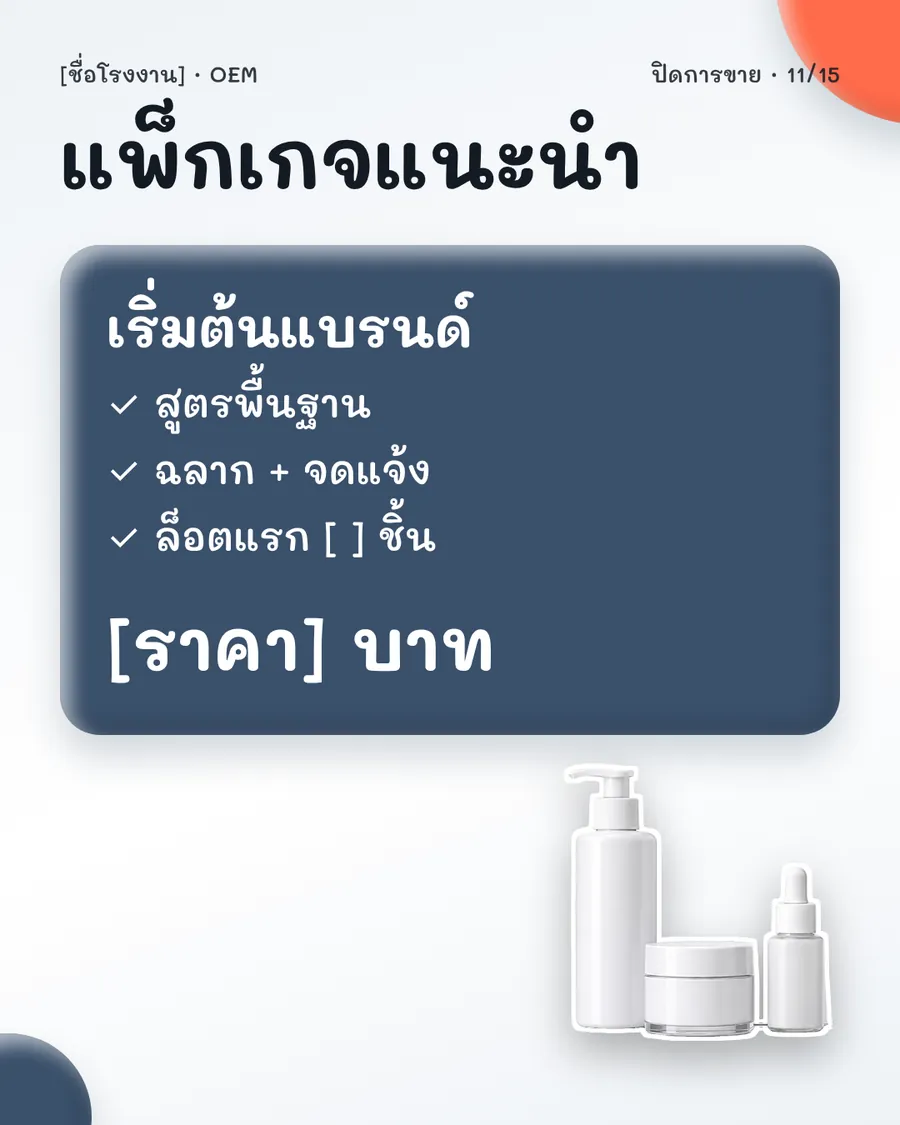 [ชื่อโรงงาน] · OEM
ปิดการขาย · 11/15
แพ็กเกจแนะนำ
เริ่มต้นแบรนด์
✓ สูตรพื้นฐาน
✓ ฉลาก + จดแจ้ง
✓ ล็อตแรก [ ] ชิ้น
[ราคา] บาท